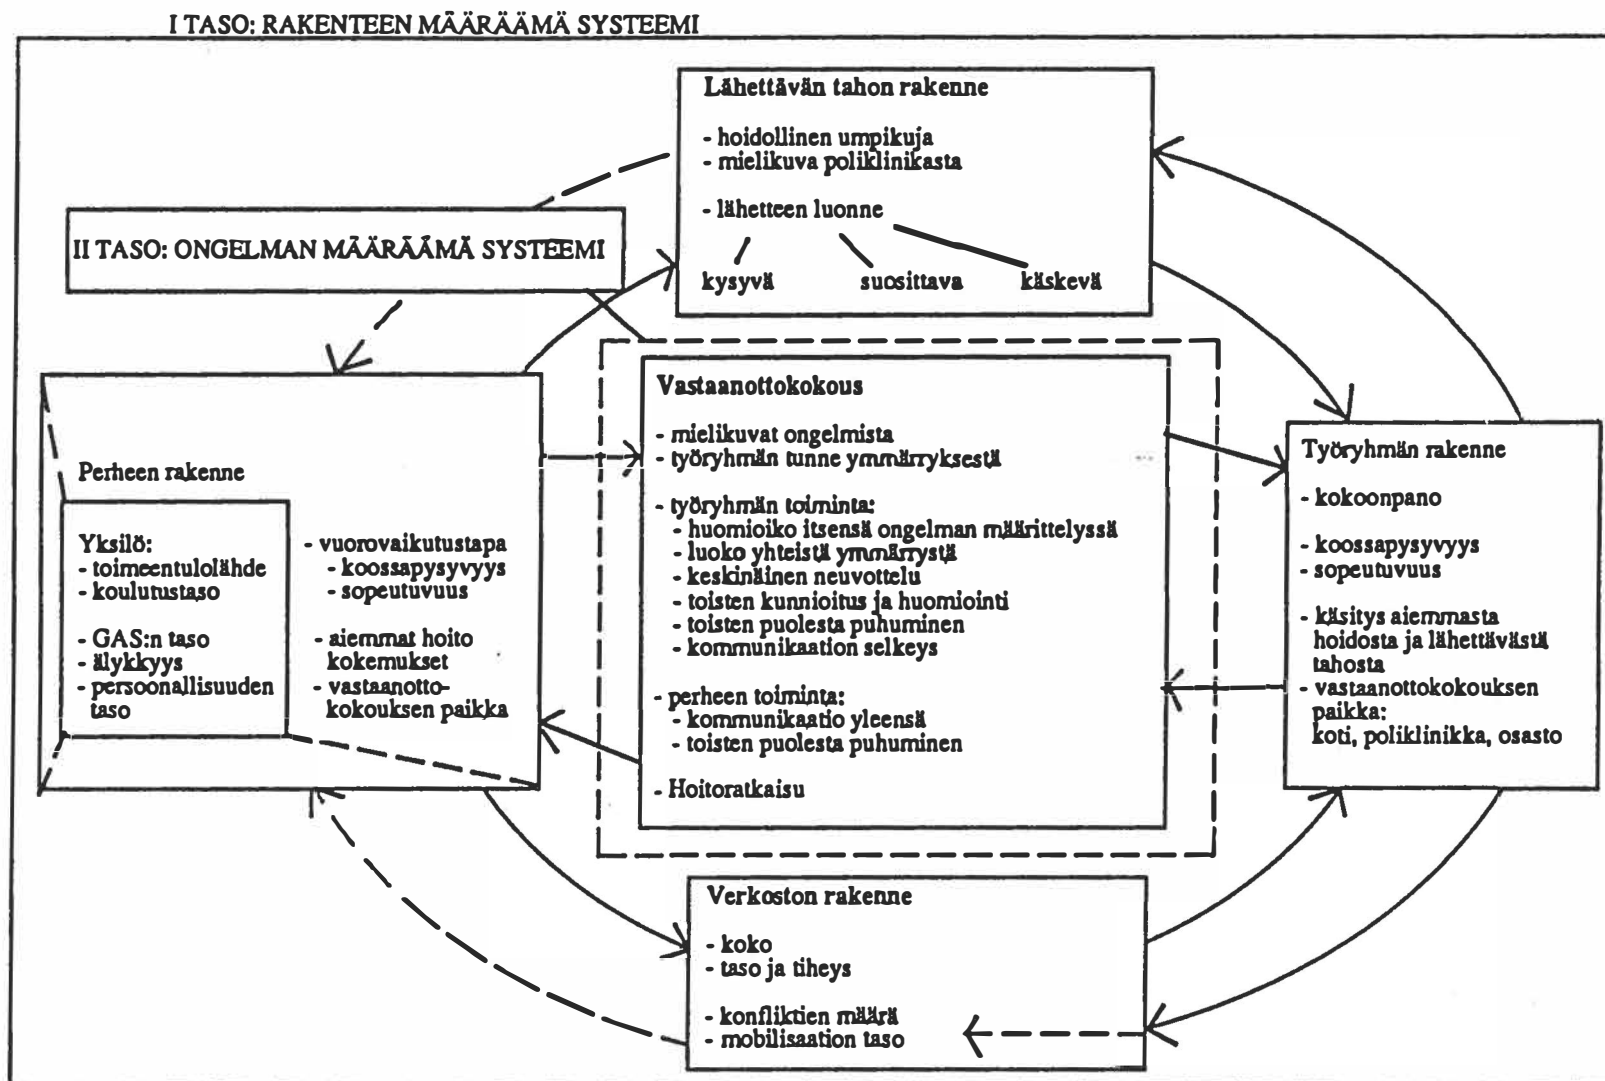 I TASO: RAKENTEEN MÄÄRÄÄMÄ SYSTEEMI
Lähettävän tahon rakenne
- hoidollinen umpikuja
- mielikuva poliklinikasta
- lähetteen luonne
kysyvä
suosittava
käskevä
II TASO: ONGELMAN MÄÄRÄÄMÄ SYSTEEMI
Perheen rakenne
Yksilö:
- toimeentulolähde
- koulutustaso
- GAS:n taso
- älykkyys
- persoonallisuuden
taso
- vuorovaikutustapa
- koossapysyvyys
- sopeutuvuus
- aiemmat hoito
kokemukset
- vastaanotto-
kokouksen paikka
Vastaanottokokous
- mielikuvat ongelmista
- työryhmän tunne ymmärryksestä
- työryhmän toiminta:
- huomioiko itsensä ongelman määrittelyssä
- luoko yhteistä ymmärrystä
- keskinäinen neuvottelu
- toisten kunnioitus ja huomiointi
- toisten puolesta puhuminen
- kommunikaation selkeys
- perheen toiminta:
- kommunikaatio yleensä
- toisten puolesta puhuminen
- Hoitoratkaisu
Työryhmän rakenne
- kokoonpano
- koossapysyvyys
- sopeutuvuus
- käsitys aiemmasta
hoidosta ja lähettävästä
tahosta
- vastaanottokokouksen
paikka:
koti, poliklinikka, osasto
Verkoston rakenne
- koko
- taso ja tiheys
- konfliktien määrä
- mobilisaation taso